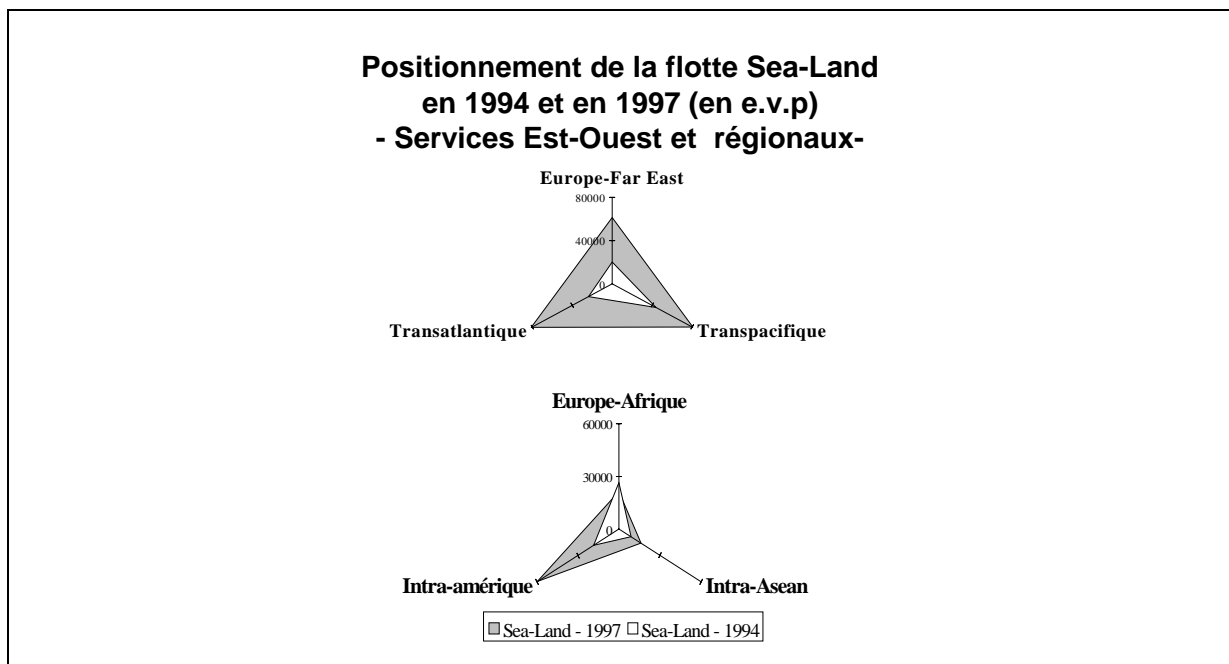 Positionnement de la flotte Sea-Land
en 1994 et en 1997 (en e.v.p)
- Services Est-Ouest et  régionaux-
Europe-Far East
80000
40000
0
Transatlantique
Transpacifique
Europe-Afrique
60000
30000
0
Intra-amérique
Intra-Asean
Sea-Land - 1997 Sea-Land - 1994